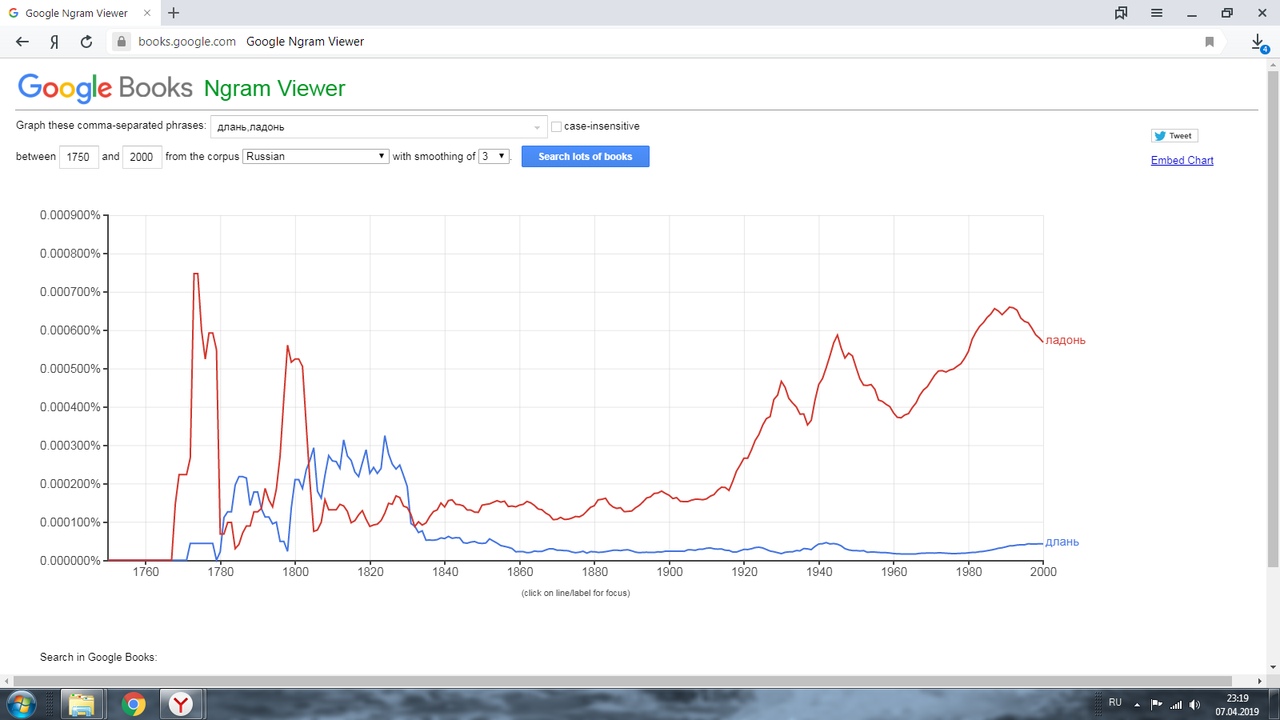 Google Ngram Viewer
books.google.com Google Ngram Viewer
4
Google Books Ngram Viewer
Graph these comma-separated phrases: длань,ладонь case-insensitive
Tweet
between 1750 and 2000 from the corpus Russian with smoothing of 3 . Search lots of books
Embed Chart
0.000900%
0.000800%
0.000700%
0.000600%
ладонь
0.000500%
0.000400%
0.000300%
0.000200%
0.000100%
длань
0.000000%
1760 1780 1800 1820 1840 1860 1880 1900 1920 1940 1960 1980 2000
(click on line/label for focus)
Search in Google Books:
RU 23:19
07.04.2019